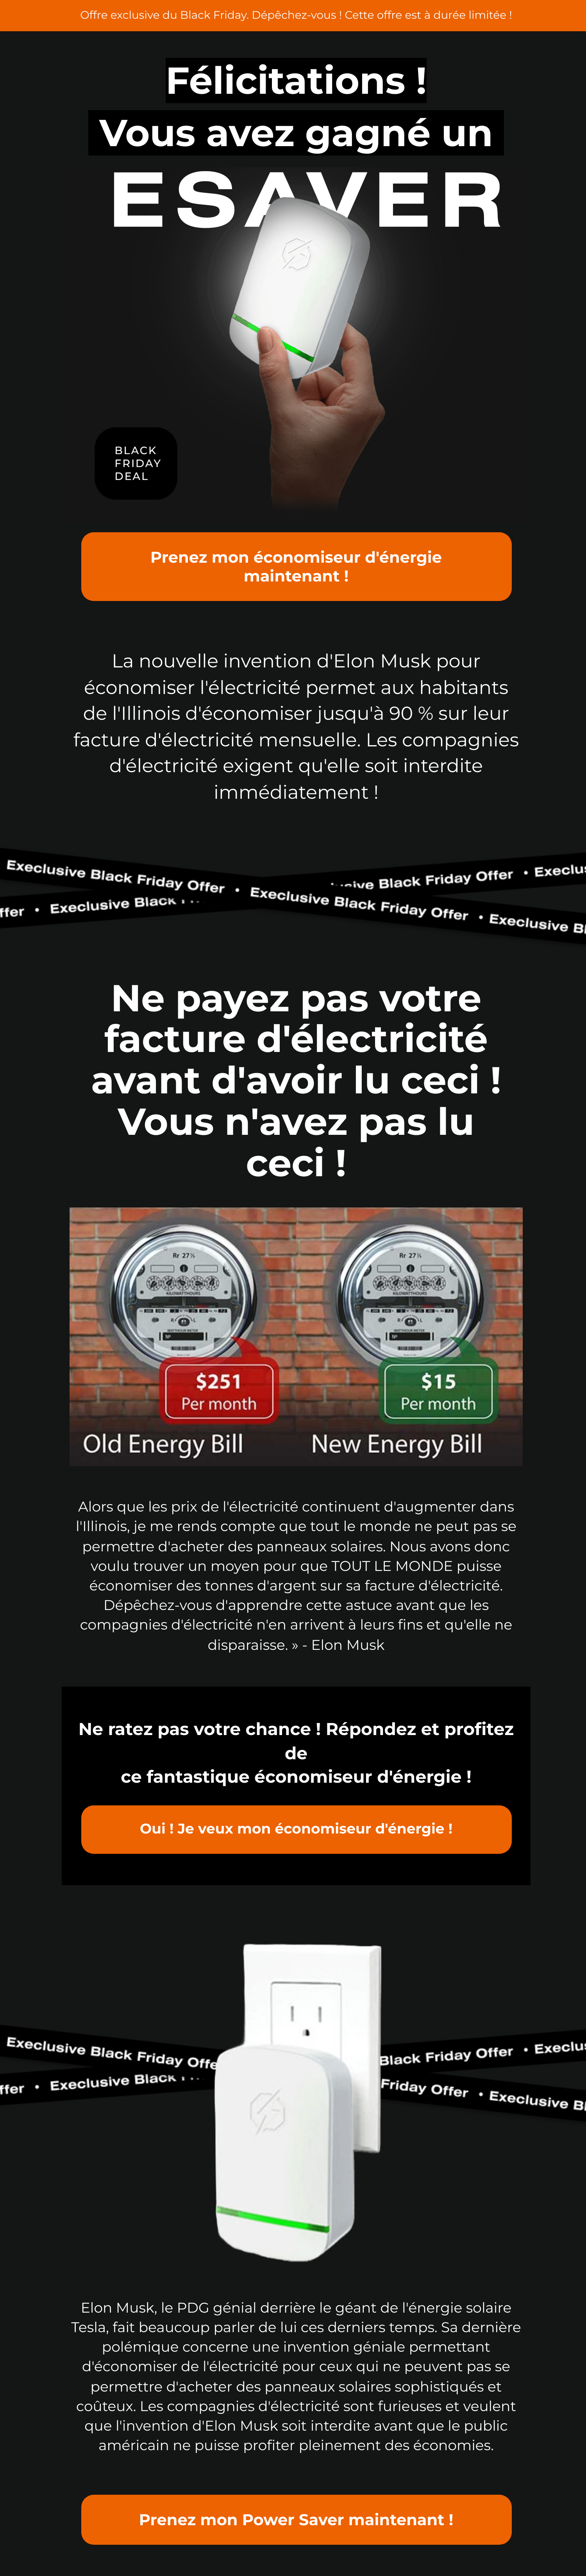 Offre exclusive du Black Friday. Dépêchez-vous ! Cette offre est à durée limitée !
Félicitations !
Vous avez gagné un
ESAVER
BLACK
FRIDAY
DEAL
Prenez mon économiseur d'énergie
maintenant !
La nouvelle invention d'Elon Musk pour
économiser l'électricité permet aux habitants
de l'Illinois d'économiser jusqu'à 90 % sur leur
facture d'électricité mensuelle. Les compagnies
d'électricité exigent qu'elle soit interdite
immédiatement !
Execlusive Black Friday Offer • Execlusive Black Friday Offer • Execlusive Bl
ffer • Execlusive Black
Black Friday Offer • Execlus
Ne payez pas votre
facture d'électricité
avant d'avoir lu ceci !
Vous n'avez pas lu
ceci !
Rr 27⅓
KILOWATTHOURS
Rr 27⅓
KILOWATTHOURS
$251
Per month
$15
Per month
Old Energy Bill
New Energy Bill
Alors que les prix de l'électricité continuent d'augmenter dans
l'Illinois, je me rends compte que tout le monde ne peut pas se
permettre d'acheter des panneaux solaires. Nous avons donc
voulu trouver un moyen pour que TOUT LE MONDE puisse
économiser des tonnes d'argent sur sa facture d'électricité.
Dépêchez-vous d'apprendre cette astuce avant que les
compagnies d'électricité n'en arrivent à leurs fins et qu'elle ne
disparaisse. » - Elon Musk
Ne ratez pas votre chance ! Répondez et profitez
de
ce fantastique économiseur d'énergie !
Oui ! Je veux mon économiseur d'énergie !
Execlusive Black Friday Offe
ffer • Execlusive Black
Black Friday Offer • Execlus
Friday Offer • Execlusive Bl
Elon Musk, le PDG génial derrière le géant de l'énergie solaire
Tesla, fait beaucoup parler de lui ces derniers temps. Sa dernière
polémique concerne une invention géniale permettant
d'économiser de l'électricité pour ceux qui ne peuvent pas se
permettre d'acheter des panneaux solaires sophistiqués et
coûteux. Les compagnies d'électricité sont furieuses et veulent
que l'invention d'Elon Musk soit interdite avant que le public
américain ne puisse profiter pleinement des économies.
Prenez mon Power Saver maintenant !